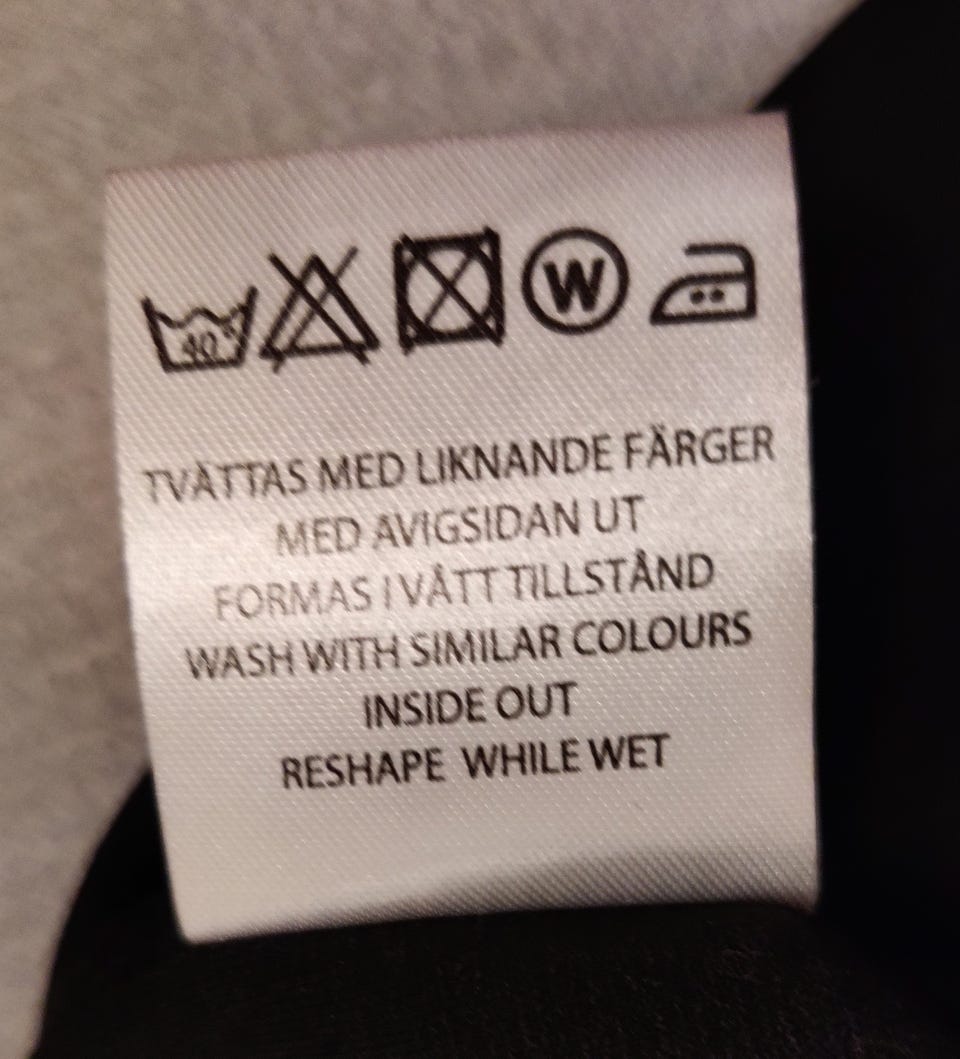 40°
W
TVÄTTAS MED LIKNANDE FÄRGER
MED AVIGSIDAN UT
FORMAS I VÅTT TILLSTÅND
WASH WITH SIMILAR COLOURS
INSIDE OUT
RESHAPE WHILE WET